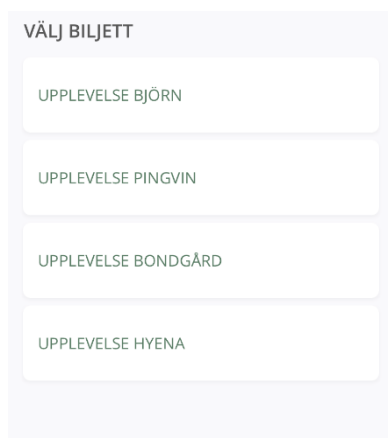 VÄLJ BILJETT
UPPLEVELSE BJÖRN
UPPLEVELSE PINGVIN
UPPLEVELSE BONDGÅRD
UPPLEVELSE HYENA